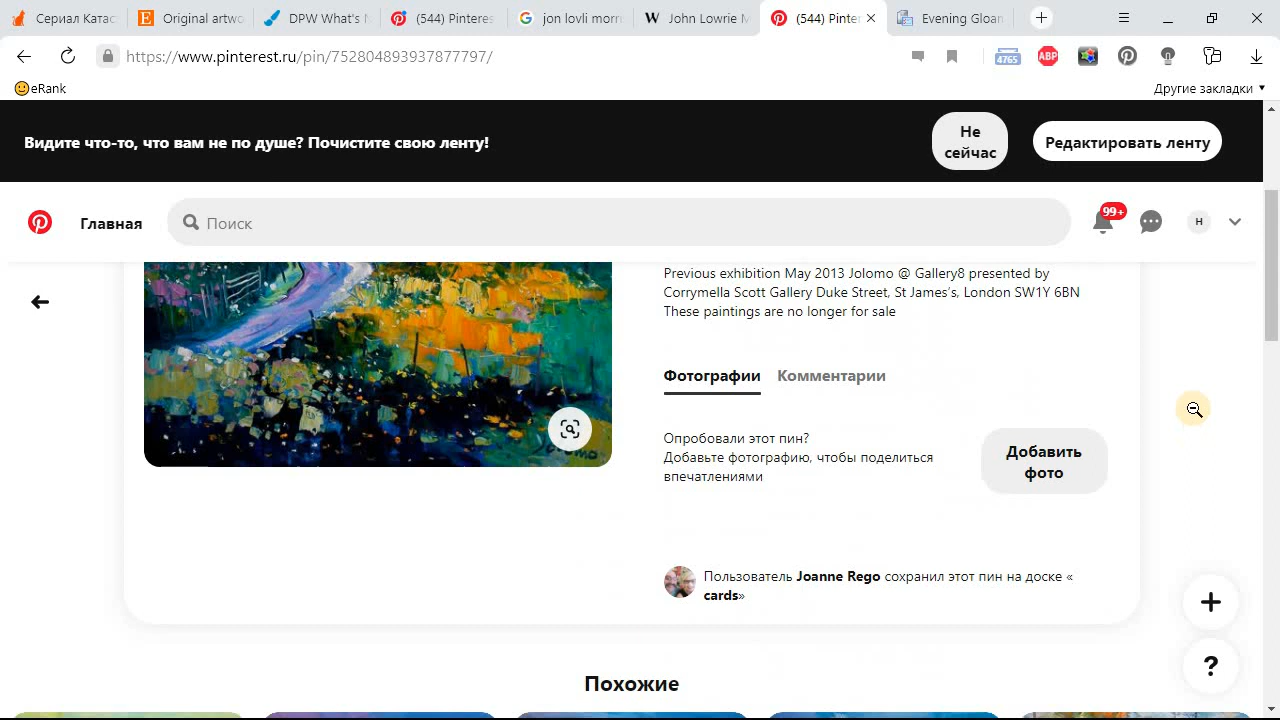 Сериал Катас
Original artwo
DPW What's N
(544) Pinteres
jon lovli morri
W John Lowrie M
(544) Pinter
Evening Gloan
https://www.pinterest.ru/pin/752804893937877797/
4765
ABP
eRank
Другие закладки
Видите что-то, что вам не по душе? Почистите свою ленту!
Не
сейчас
Редактировать ленту
Главная
Поиск
99+
н
Previous exhibition May 2013 Jolomo @ Gallery8 presented by
Corrymella Scott Gallery Duke Street, St James's, London SW1Y 6BN
These paintings are no longer for sale
Фотографии Комментарии
Опробовали этот пин?
Добавьте фотографию, чтобы поделиться
впечатлениями
Добавить
фото
Пользователь Joanne Rego сохранил этот пин на доске «
cards»
?
Похожие